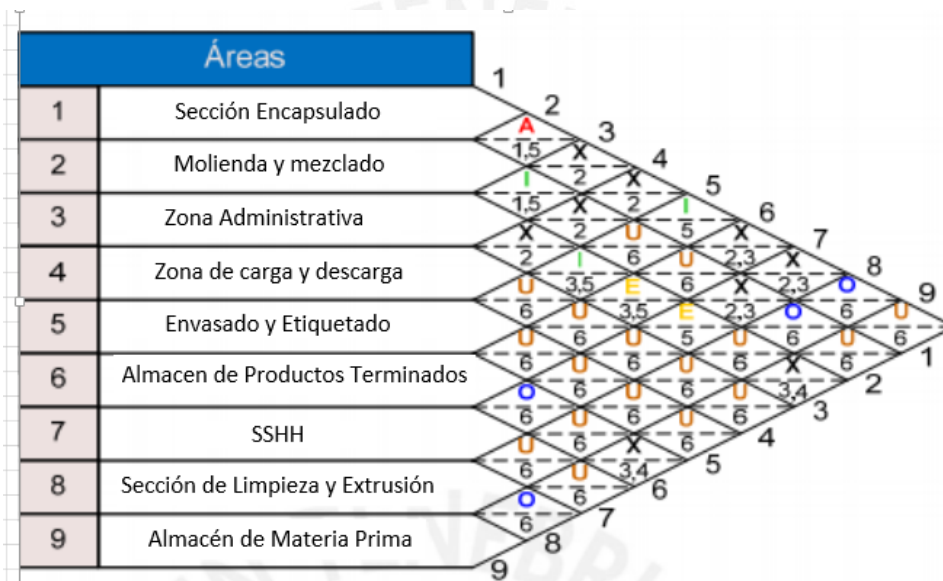 Áreas
1
2
3
4
5
6
7
8
9
1 Sección Encapsulado
2 Molienda y mezclado
3 Zona Administrativa
4 Zona de carga y descarga
5 Envasado y Etiquetado
6 Almacen de Productos Terminados
7 SSHH
8 Sección de Limpieza y Extrusión
9 Almacén de Materia Prima
A
1,5 X
I 2 X
1,5 X 2 I
X 2 U 5 X
2 I 6 U 2,3 X
U 3,5 E 6 X 2,3 O
6 U 3,5 E 2,3 O 6 U
U 6 U 5 U 6 U 6
6 U 6 U 6 X 6
O 6 U 6 U 3,4
6 U 6 U 6
U 6 X 6
6 U 3,4
O 6
6
1
2
3
4
5
6
7
8
9